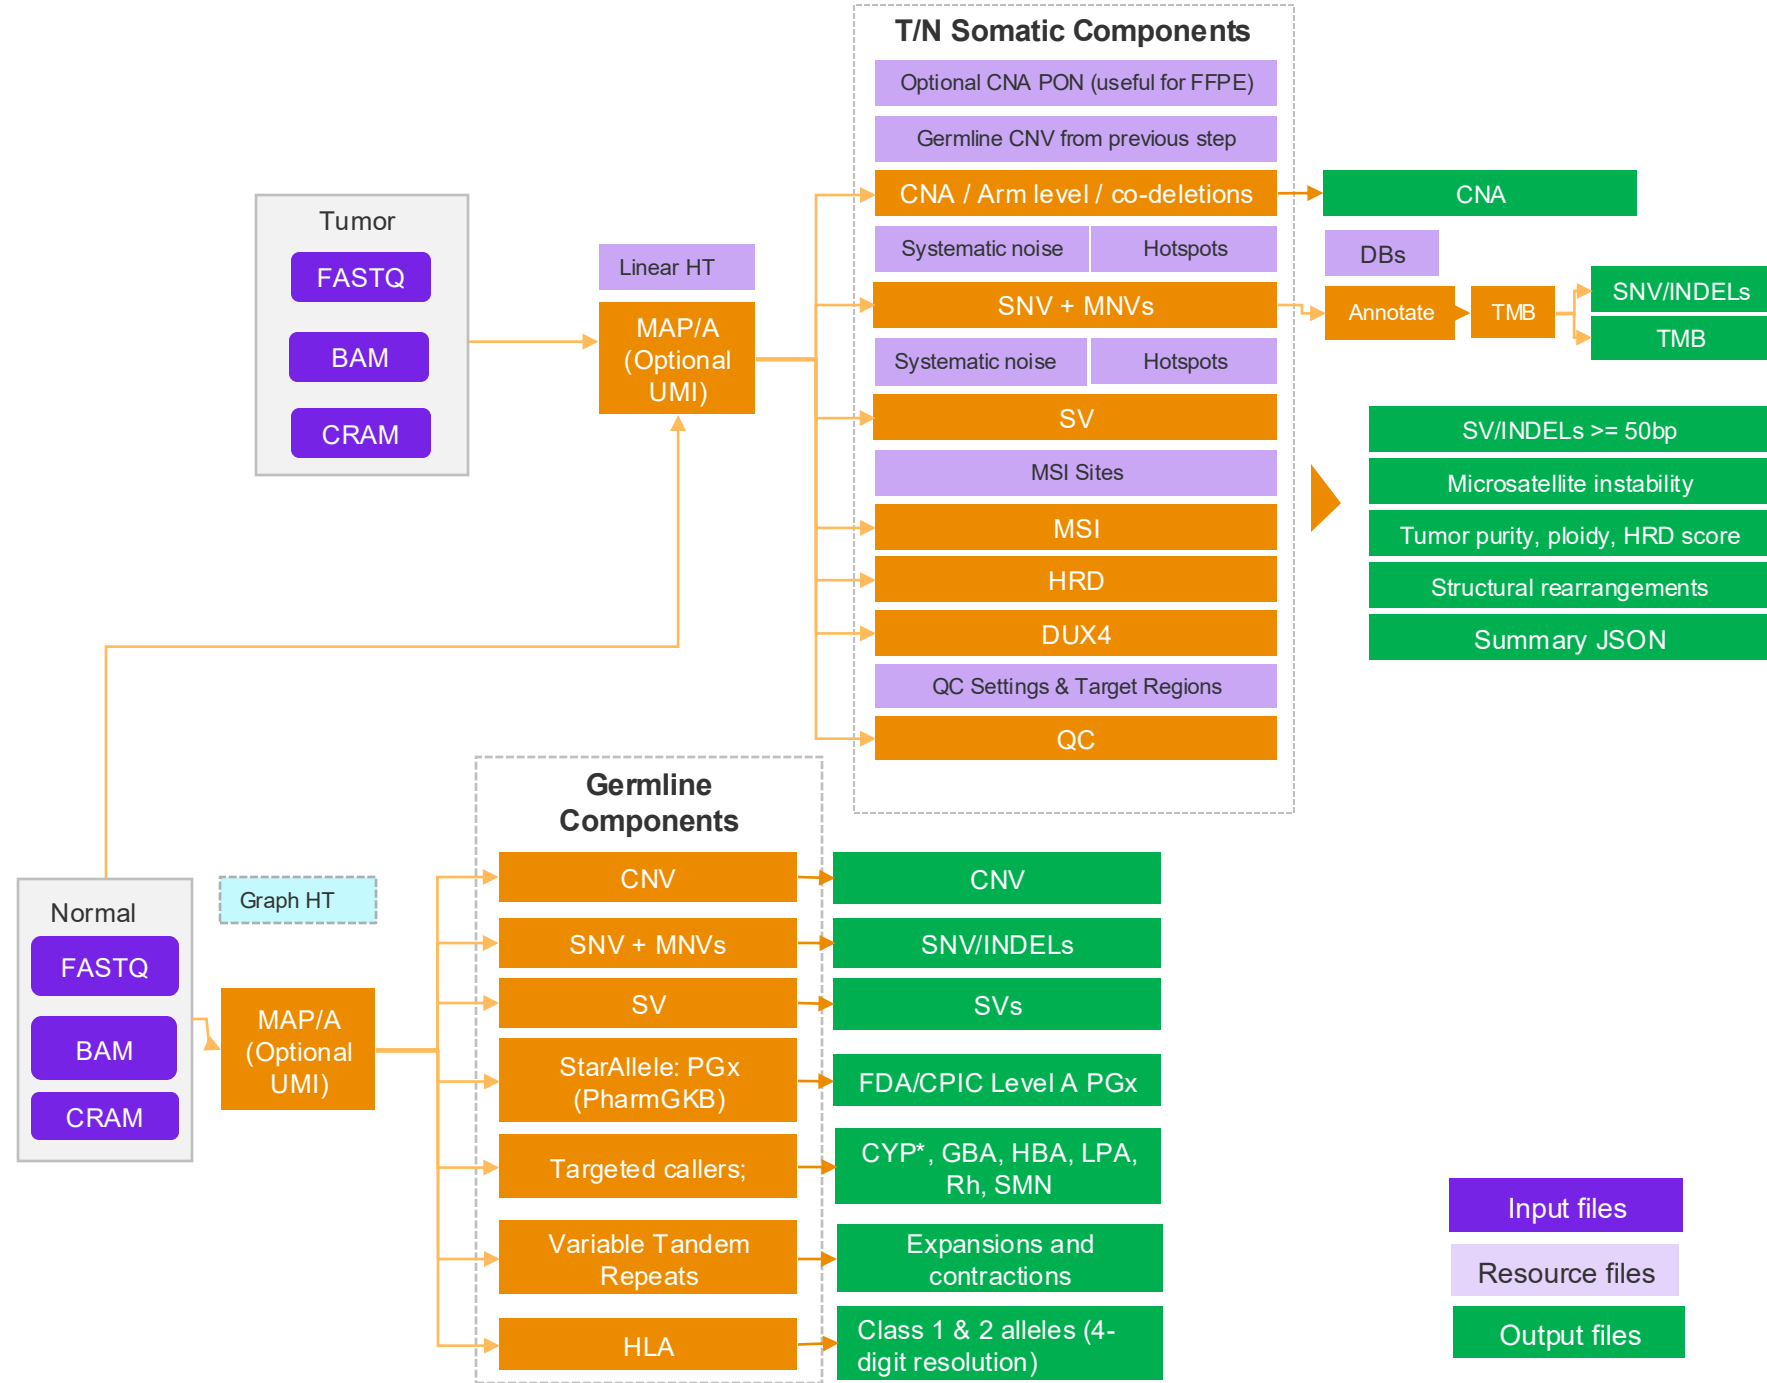 T/N Somatic Components
Optional CNA PON (useful for FFPE)
Germline CNV from previous step
CNA / Arm level / co-deletions
CNA
Systematic noise
Hotspots
DBs
SNV + MNVs
Annotate
TMB
SNV/INDELs
TMB
Systematic noise
Hotspots
SV
MSI Sites
MSI
HRD
DUX4
QC Settings & Target Regions
QC
SV/INDELs >= 50bp
Microsatellite instability
Tumor purity, ploidy, HRD score
Structural rearrangements
Summary JSON
Tumor
FASTQ
BAM
CRAM
Linear HT
MAP/A
(Optional
UMI)
Normal
FASTQ
BAM
CRAM
Graph HT
MAP/A
(Optional
UMI)
Germline
Components
CNV
CNV
SNV + MNVs
SNV/INDELs
SV
SVs
StarAllele: PGx
(PharmGKB)
FDA/CPIC Level A PGx
Targeted callers;
CYP*, GBA, HBA, LPA,
Rh, SMN
Variable Tandem
Repeats
Expansions and
contractions
HLA
Class 1 & 2 alleles (4-
digit resolution)
Input files
Resource files
Output files